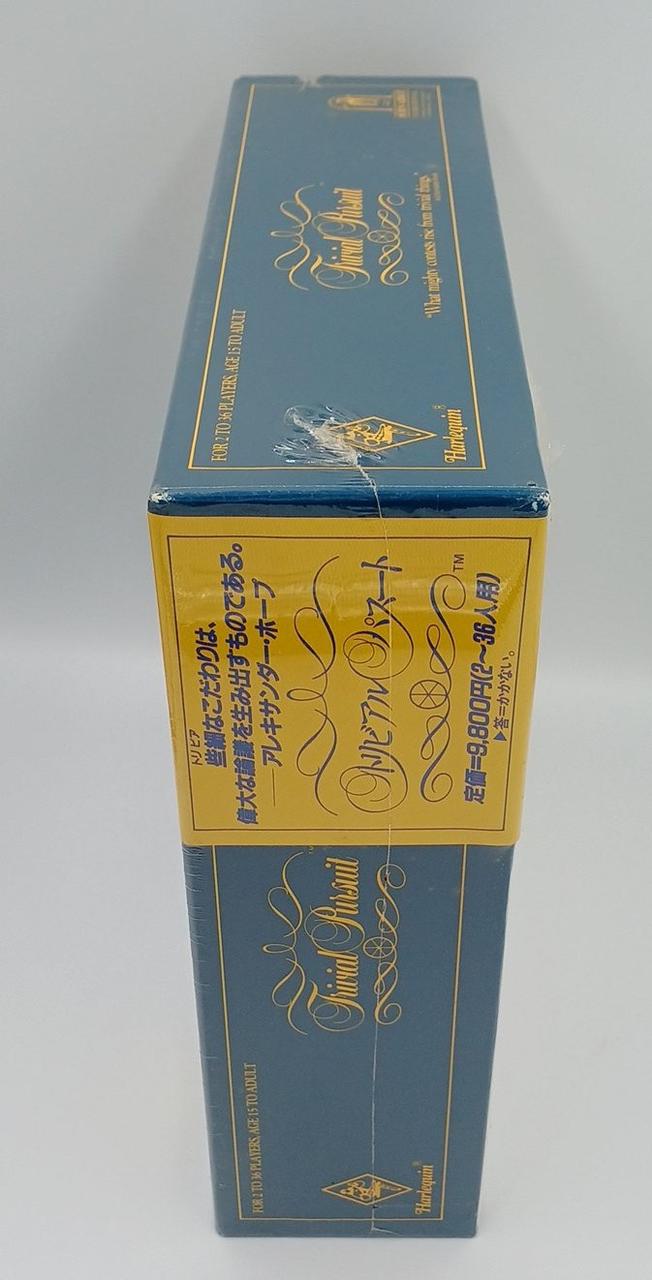 FOR 2 TO 36 PLAYERS, AGE 15 TO ADULT
Trivial Pursuit
"What mighty contests rise from trivial things."
Harlequin®
トリビア
些細なこだわりは、
偉大な論議を生み出すものである。
──アレキサンダー・ホープ
トリビアルパスート
TM
定価=9,800円(2〜36人用)
▶答=かかない。
FOR 2 TO 36 PLAYERS, AGE 15 TO ADULT
Trivial Pursuit
Harlequin®